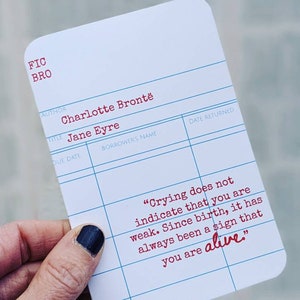 FIC
BRO
AUTHOR
Charlotte Brontë
TITLE
Jane Eyre
DUE DATE BORROWER'S NAME DATE RETURNED
"Crying does not
indicate that you are
weak. Since birth, it has
always been a sign that
you are alive."